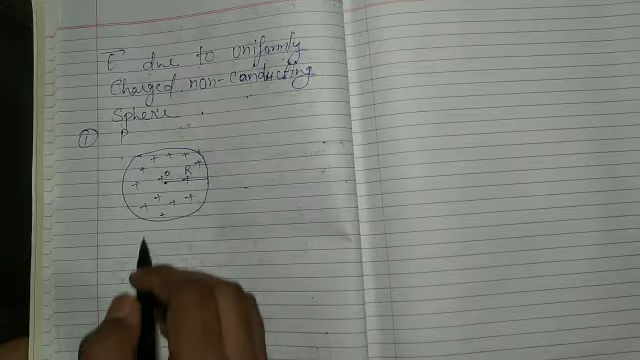 E→ due to uniformly
Charged non-conducting
Sphere
① P
O R